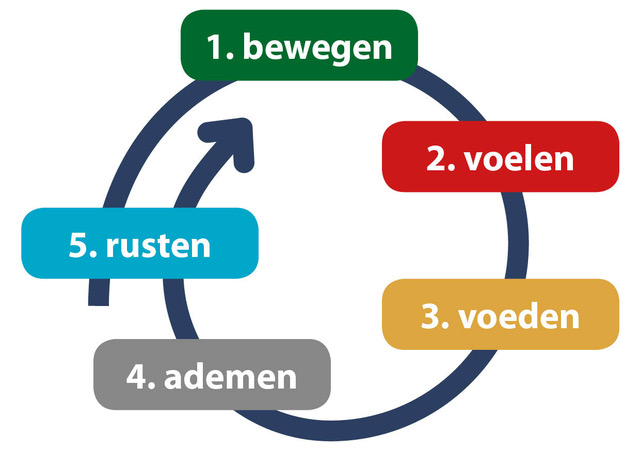 1. bewegen
2. voelen
3. voeden
4. ademen
5. rusten